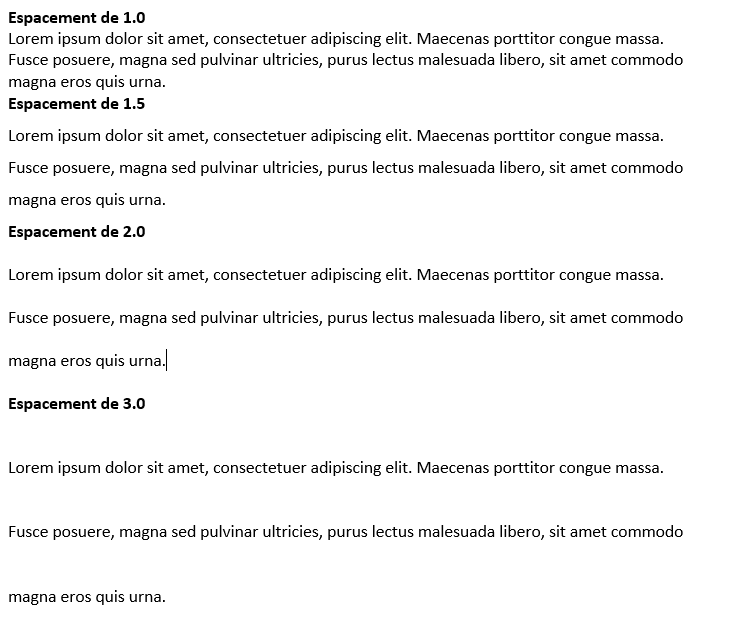 Espacement de 1.0
Lorem ipsum dolor sit amet, consectetuer adipiscing elit. Maecenas porttitor congue massa.
Fusce posuere, magna sed pulvinar ultricies, purus lectus malesuada libero, sit amet commodo
magna eros quis urna.
Espacement de 1.5
Lorem ipsum dolor sit amet, consectetuer adipiscing elit. Maecenas porttitor congue massa.
Fusce posuere, magna sed pulvinar ultricies, purus lectus malesuada libero, sit amet commodo
magna eros quis urna.
Espacement de 2.0
Lorem ipsum dolor sit amet, consectetuer adipiscing elit. Maecenas porttitor congue massa.
Fusce posuere, magna sed pulvinar ultricies, purus lectus malesuada libero, sit amet commodo
magna eros quis urna.
Espacement de 3.0
Lorem ipsum dolor sit amet, consectetuer adipiscing elit. Maecenas porttitor congue massa.
Fusce posuere, magna sed pulvinar ultricies, purus lectus malesuada libero, sit amet commodo
magna eros quis urna.